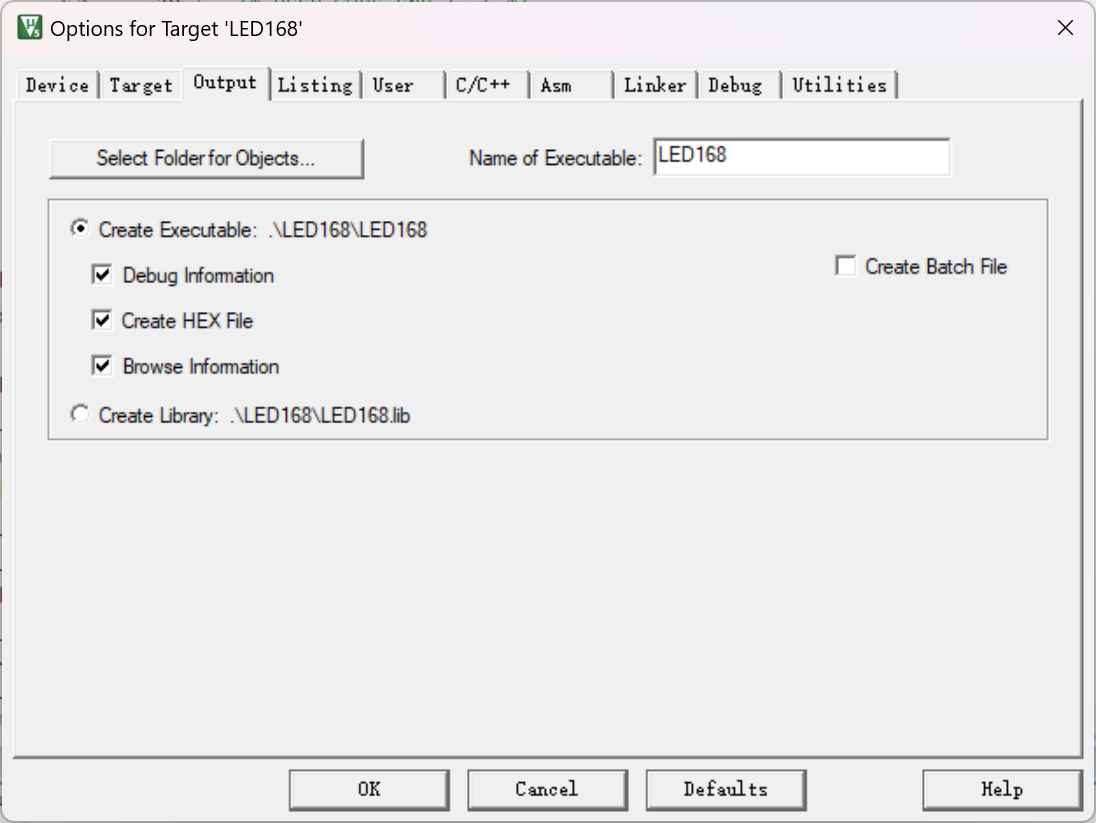 Options for Target 'LED168'
Device Target Output Listing User C/C++ Asm Linker Debug Utilities
Select Folder for Objects...
Name of Executable: LED168
Create Executable: .\LED168\LED168
Debug Information
Create Batch File
Create HEX File
Browse Information
Create Library: .\LED168\LED168.lib
OK Cancel Defaults Help